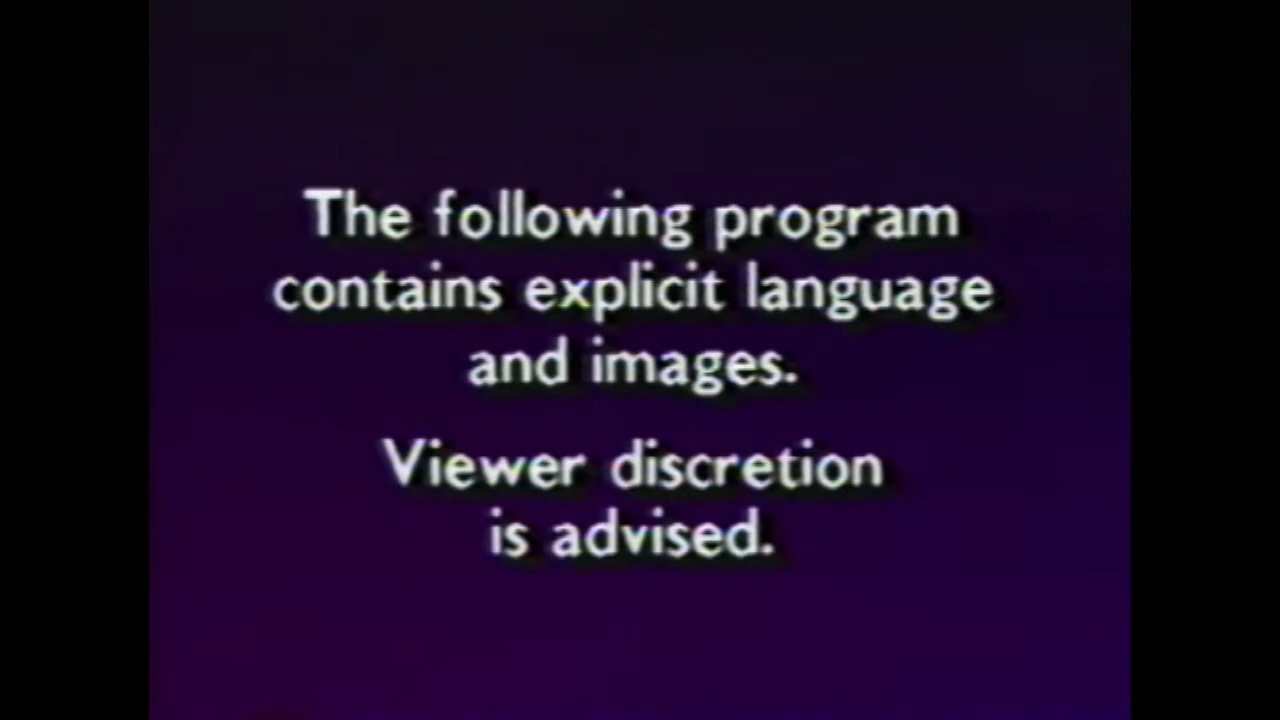 The following program
contains explicit language
and images.
Viewer discretion
is advised.